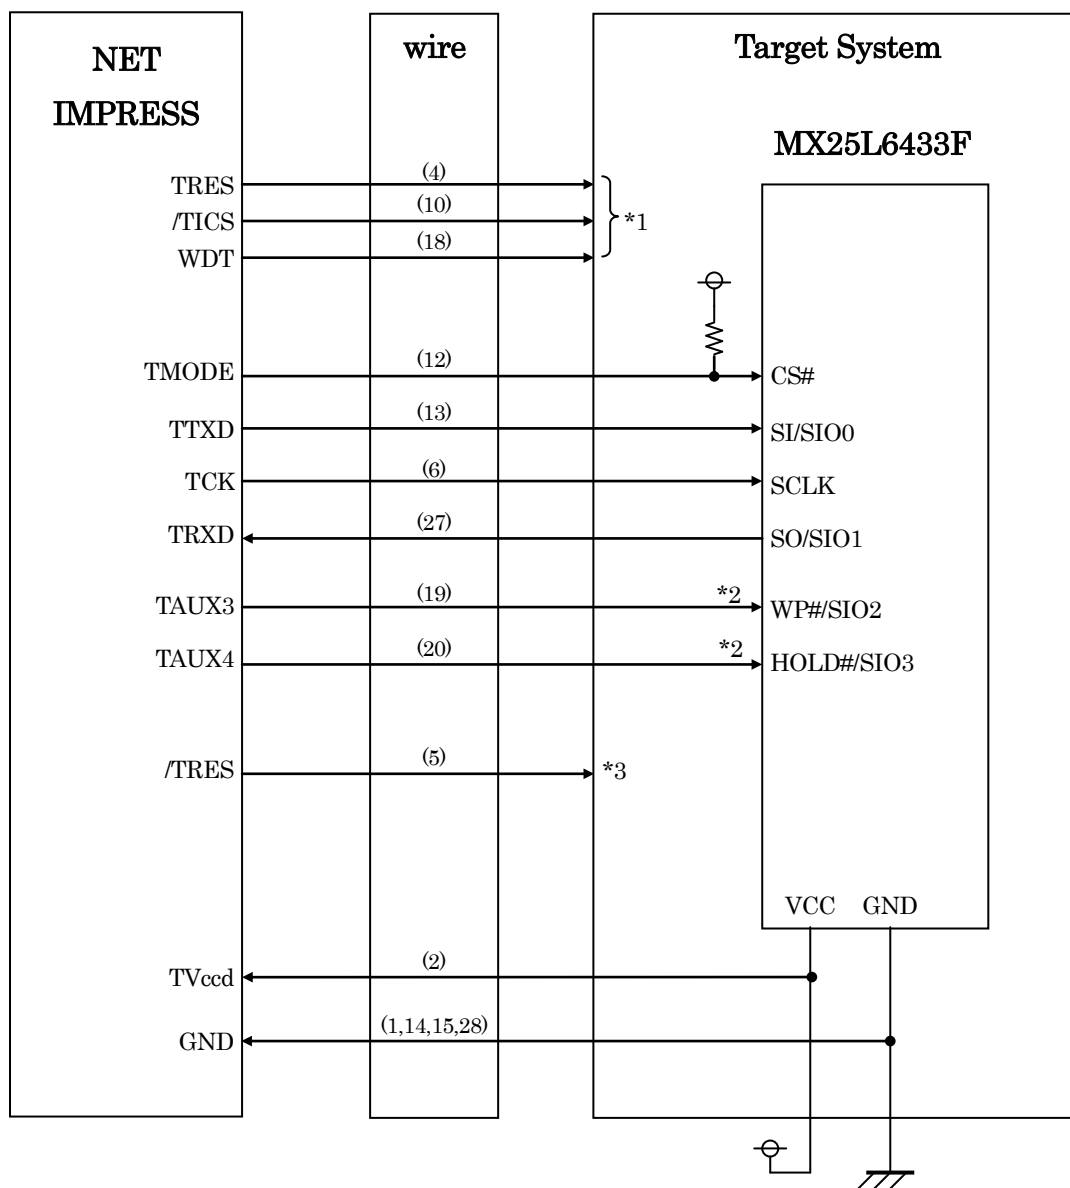 NET
IMPRESS
wire
Target System
MX25L6433F
TRES (4)
/TICS (10) *1
WDT (18)
TMODE (12) CS#
TTXD (13) SI/SIO0
TCK (6) SCLK
TRXD (27) SO/SIO1
TAUX3 (19) *2 WP#/SIO2
TAUX4 (20) *2 HOLD#/SIO3
/TRES (5) *3
VCC GND
TVccd (2)
GND (1,14,15,28)